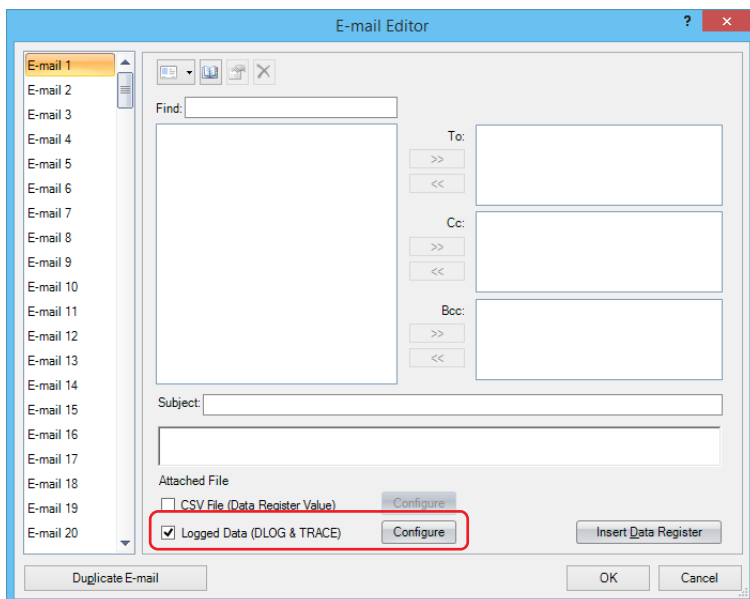 E-mail Editor
?
×
E-mail 1
E-mail 2
E-mail 3
E-mail 4
E-mail 5
E-mail 6
E-mail 7
E-mail 8
E-mail 9
E-mail 10
E-mail 11
E-mail 12
E-mail 13
E-mail 14
E-mail 15
E-mail 16
E-mail 17
E-mail 18
E-mail 19
E-mail 20
Find:
To:
>>
<<
Cc:
>>
<<
Bcc:
>>
<<
Subject:
Attached File
CSV File (Data Register Value) Configure
Logged Data (DLOG & TRACE) Configure
Insert Data Register
Duplicate E-mail
OK
Cancel